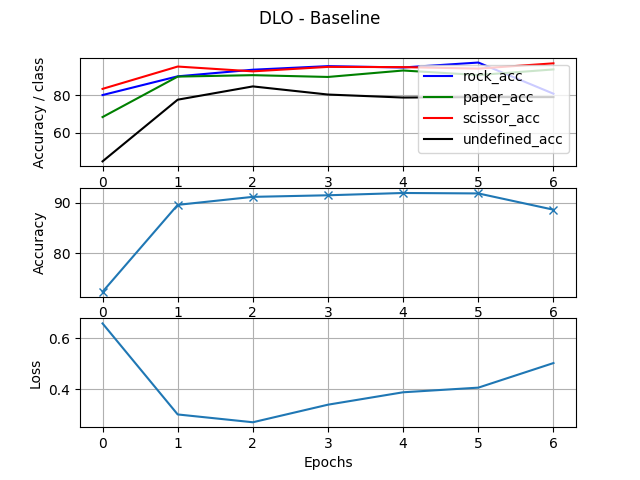 DLO - Baseline
Accuracy / class
80
60
rock_acc
paper_acc
scissor_acc
undefined_acc
0 1 2 3 4 5 6
Accuracy
90
80
0 1 2 3 4 5 6
Loss
0.6
0.4
0 1 2 3 4 5 6
Epochs